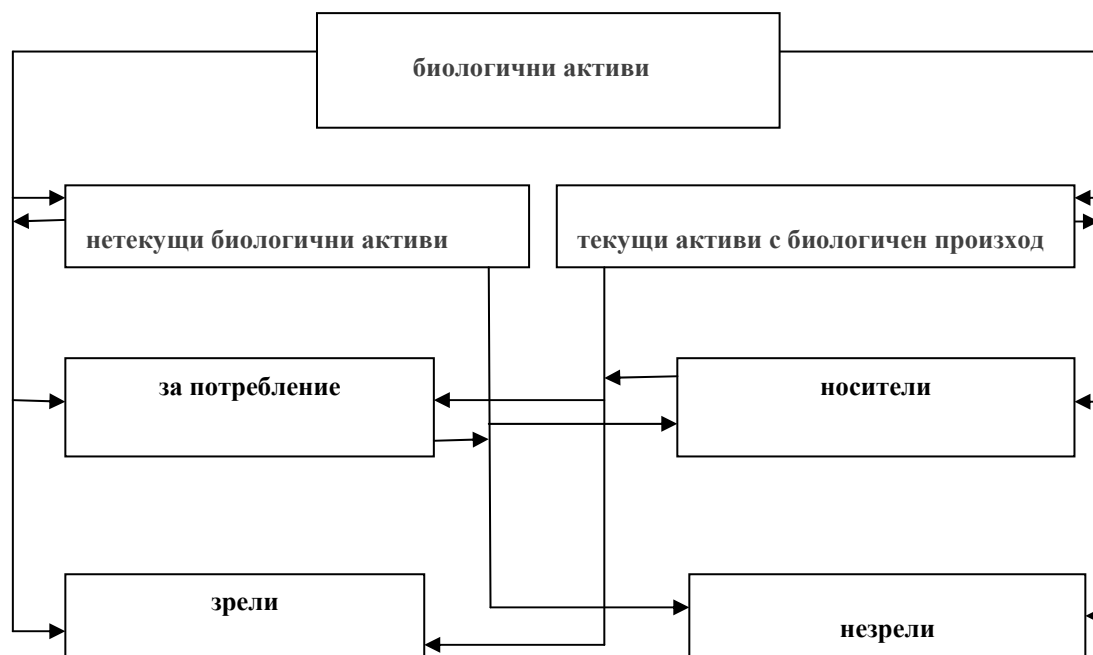 биологични активи
нетекущи биологични активи
текущи активи с биологичен произход
за потребление
носители
зрели
незрели